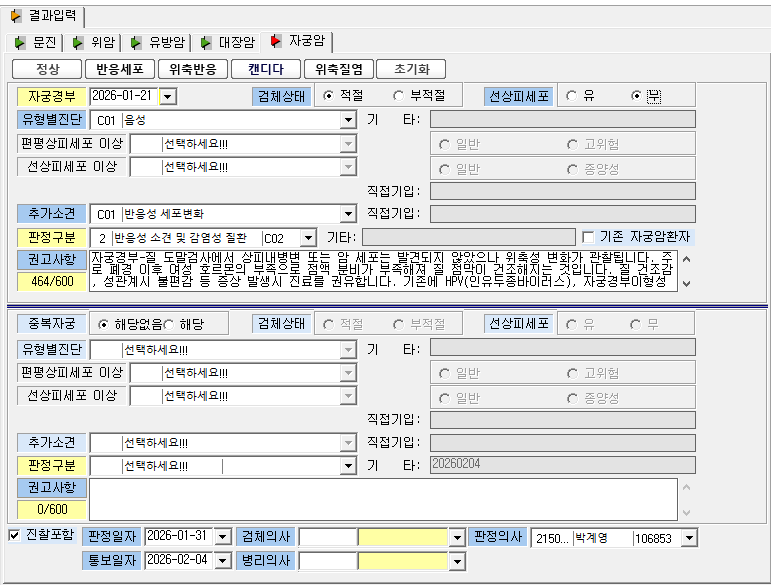 결과입력
문진 위암 유방암 대장암 자궁암
정상 반응세포 위축반응 캔디다 위축질염 초기화
자궁경부 2026-01-21 검체상태 적절 부적절 선상피세포 유 무
유형별진단 C01 음성 기 타:
편평상피세포 이상 선택하세요!!! 일반 고위험
선상피세포 이상 선택하세요!!! 일반 종양성
직접기입:
추가소견 C01 반응성 세포변화 직접기입:
판정구분 2 반응성 소견 및 감염성 질환 C02 기타: 기존 자궁암환자
권고사항 자궁경부-질 도말검사에서 상피내병변 또는 암 세포는 발견되지 않았으나 위축성 변화가 관찰됩니다. 주
로 폐경 이후 여성 호르몬의 부족으로 점액 분비가 부족해져 질 점막이 건조해지는 것입니다. 질 건조감
464/600 , 성관계시 불편감 등 증상 발생시 진료를 권유합니다. 기존에 HPV(인유두종바이러스), 자궁경부이형성
중복자궁 해당없음 해당 검체상태 적절 부적절 선상피세포 유 무
유형별진단 선택하세요!!! 기 타:
편평상피세포 이상 선택하세요!!! 일반 고위험
선상피세포 이상 선택하세요!!! 일반 종양성
직접기입:
추가소견 선택하세요!!! 직접기입:
판정구분 선택하세요!!! 기 타: 20260204
권고사항
0/600
진찰포함 판정일자 2026-01-31 검체의사 판정의사 2150... 박계영 106853
통보일자 2026-02-04 병리의사